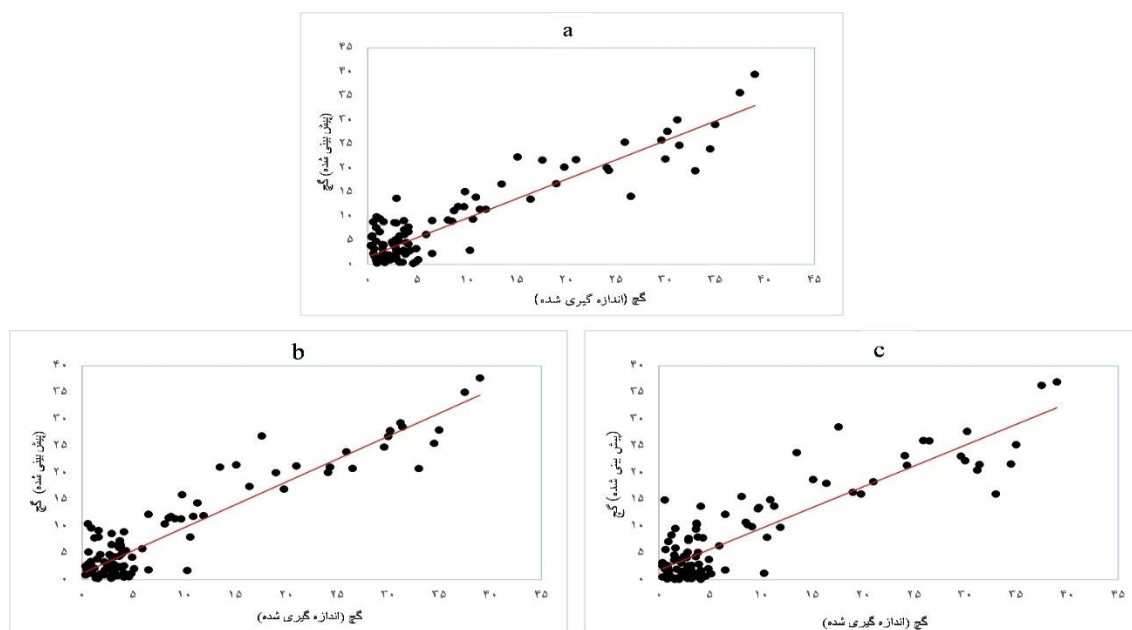 a
۴۵
۴۰
۳۵
۳۰
۲۵
۲۰
۱۵
۱۰
۵
۰
گچ (پیش بینی شده)
۰ ۵ ۱۰ ۱۵ ۲۰ ۲۵ ۳۰ ۳۵ ۴۰ ۴۵
گچ (اندازه گیری شده)
b
۴۰
۳۵
۳۰
۲۵
۲۰
۱۵
۱۰
۵
۰
گچ (پیش بینی شده)
۰ ۵ ۱۰ ۱۵ ۲۰ ۲۵ ۳۰ ۳۵ ۴۰ ۴۵
گچ (اندازه گیری شده)
c
۴۰
۳۵
۳۰
۲۵
۲۰
۱۵
۱۰
۵
۰
گچ (پیش بینی شده)
۰ ۵ ۱۰ ۱۵ ۲۰ ۲۵ ۳۰ ۳۵ ۴۰ ۴۵
گچ (اندازه گیری شده)